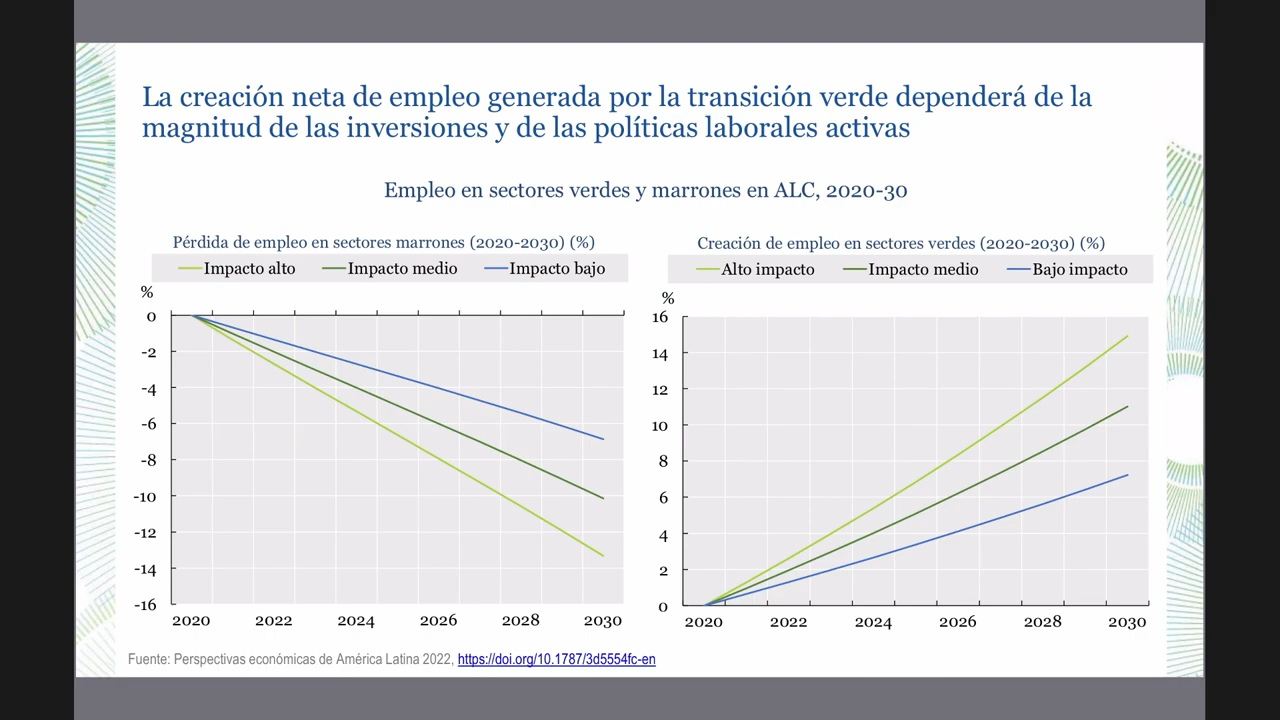 La creación neta de empleo generada por la transición verde dependerá de la
magnitud de las inversiones y de las políticas laborales activas
Empleo en sectores verdes y marrones en ALC, 2020-30
Pérdida de empleo en sectores marrones (2020-2030) (%)
Impacto alto Impacto medio Impacto bajo
%
0
-2
-4
-6
-8
-10
-12
-14
-16
2020 2022 2024 2026 2028 2030
Creación de empleo en sectores verdes (2020-2030) (%)
Alto impacto Impacto medio Bajo impacto
%
16
14
12
10
8
6
4
2
0
2020 2022 2024 2026 2028 2030
Fuente: Perspectivas económicas de América Latina 2022, https://doi.org/10.1787/3d5554fc-en